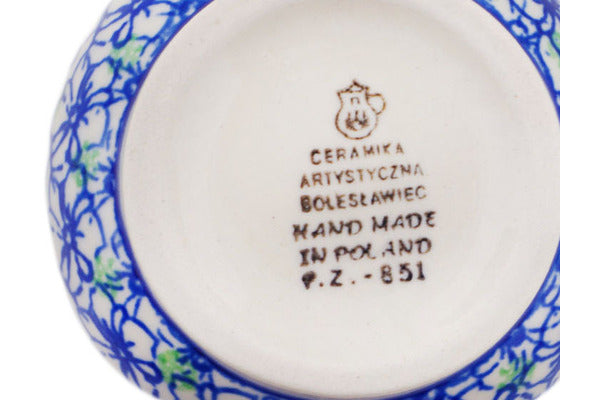 CERAMIKA
ARTYSTYCZNA
BOLESŁAWIEC
HAND MADE
IN POLAND
P.Z.-851